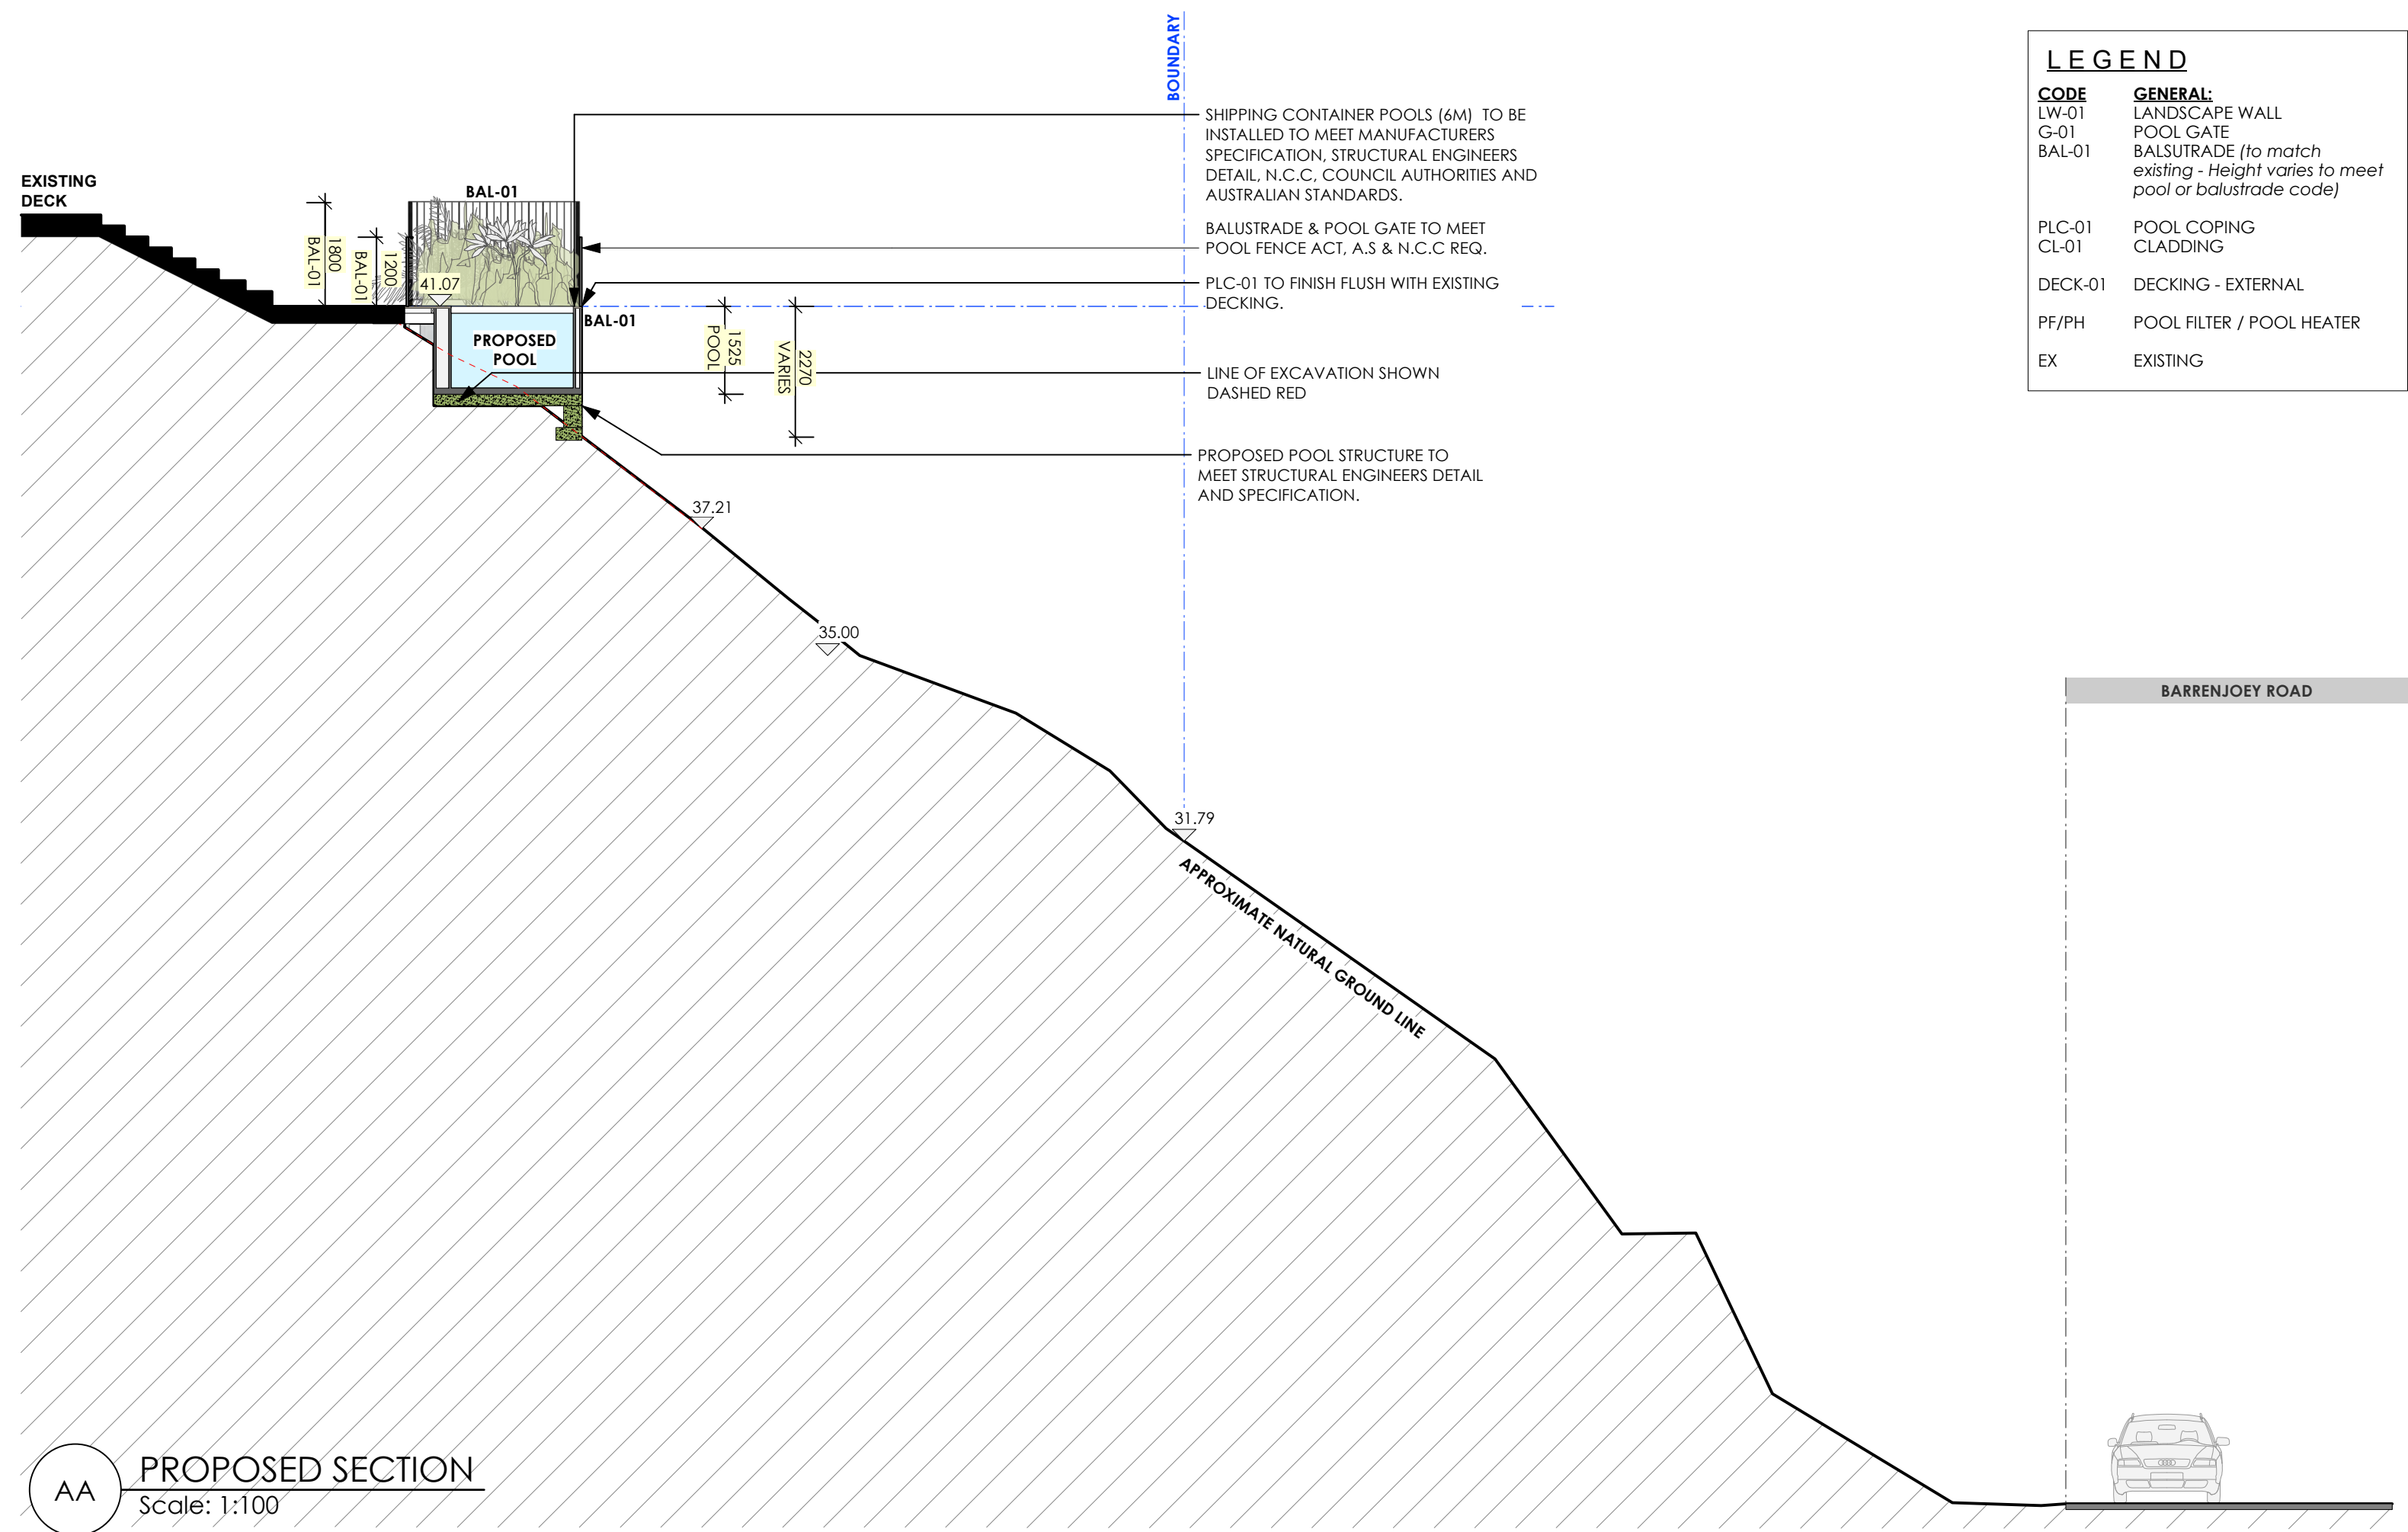 BOUNDARY
EXISTING
DECK
BAL-01
1800
BAL-01
1200
BAL-01
41.07
BAL-01
PROPOSED
POOL
1525
POOL
2270
VARIES
SHIPPING CONTAINER POOLS (6M) TO BE
INSTALLED TO MEET MANUFACTURERS
SPECIFICATION, STRUCTURAL ENGINEERS
DETAIL, N.C.C, COUNCIL AUTHORITIES AND
AUSTRALIAN STANDARDS.
BALUSTRADE & POOL GATE TO MEET
POOL FENCE ACT, A.S & N.C.C REQ.
PLC-01 TO FINISH FLUSH WITH EXISTING
DECKING.
LINE OF EXCAVATION SHOWN
DASHED RED
PROPOSED POOL STRUCTURE TO
MEET STRUCTURAL ENGINEERS DETAIL
AND SPECIFICATION.
LEGEND
CODE GENERAL:
LW-01 LANDSCAPE WALL
G-01 POOL GATE
BAL-01 BALSUTRADE (to match
existing - Height varies to meet
pool or balustrade code)
PLC-01 POOL COPING
CL-01 CLADDING
DECK-01 DECKING - EXTERNAL
PF/PH POOL FILTER / POOL HEATER
EX EXISTING
37.21
35.00
31.79
APPROXIMATE NATURAL GROUND LINE
BARRENJOEY ROAD
AA
PROPOSED SECTION
Scale: 1:100